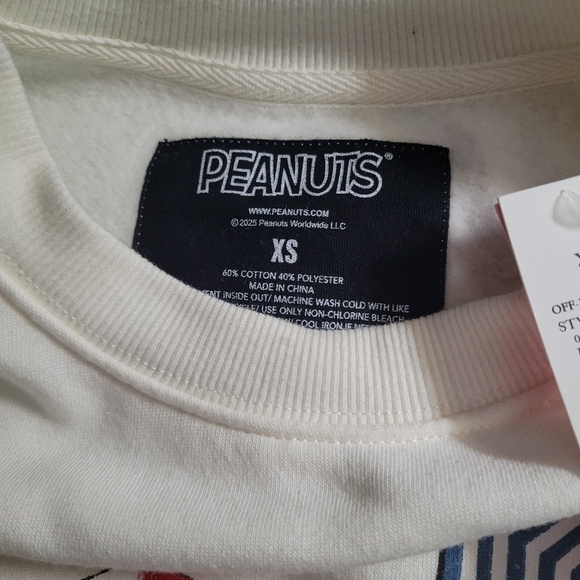 PEANUTS®
WWW.PEANUTS.COM
©2025 Peanuts Worldwide LLC
XS
60% COTTON 40% POLYESTER
MADE IN CHINA
INSIDE OUT/ MACHINE WASH COLD WITH LIKE
USE ONLY NON-CHLORINE BLEACH
COOL IRON
OFF-